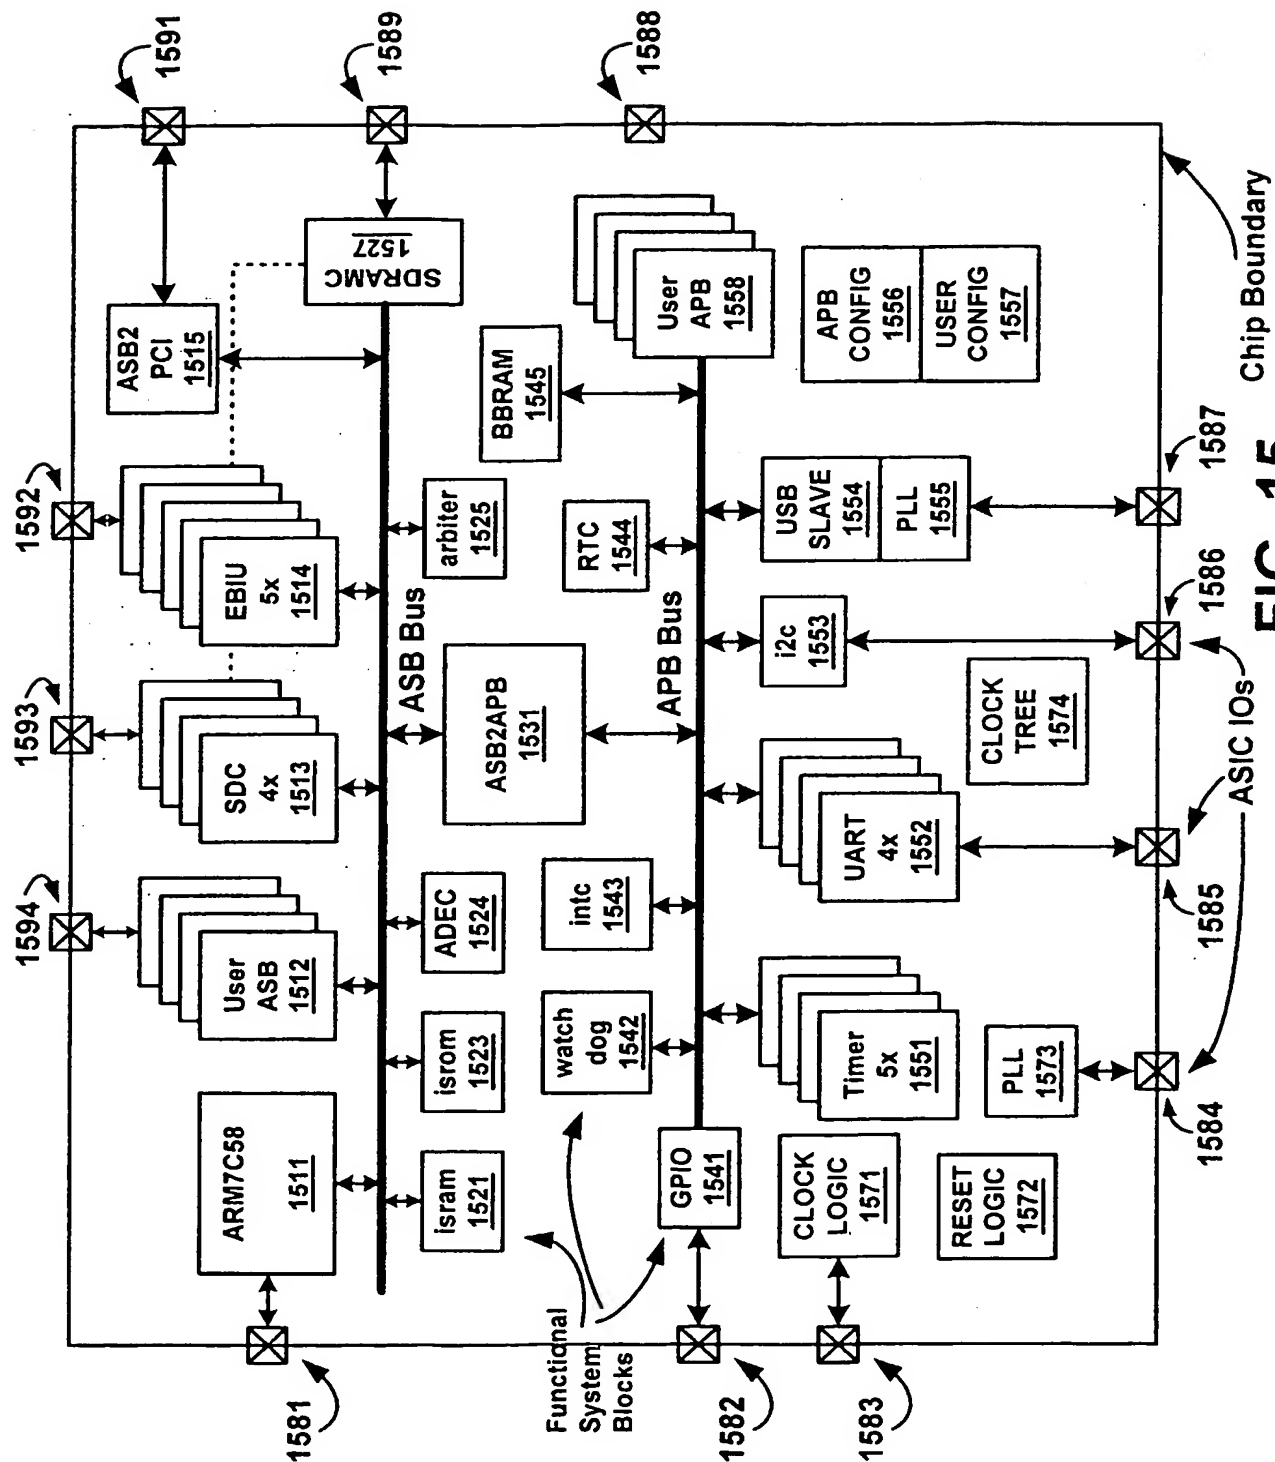 1591
1589
1588
1592
1593
1594
1581
1582
1583
ARM7C58
1511
User
ASB
1512
SDC
4x
1513
EBIU
5x
1514
ASB2
PCI
1515
SDRAMC
1527
ASB Bus
isram
1521
isrom
1523
ADEC
1524
ASB2APB
1531
arbiter
1525
BBRAM
1545
Functional
System
Blocks
watch
dog
1542
intc
1543
RTC
1544
APB Bus
GPIO
1541
User
APB
1558
CLOCK
LOGIC
1571
RESET
LOGIC
1572
Timer
5x
1551
PLL
1573
UART
4x
1552
CLOCK
TREE
1574
i2c
1553
USB
SLAVE
1554
PLL
1555
APB
CONFIG
1556
USER
CONFIG
1557
1584
1585
1586
1587
ASIC IOs
Chip Boundary
FIG. 15